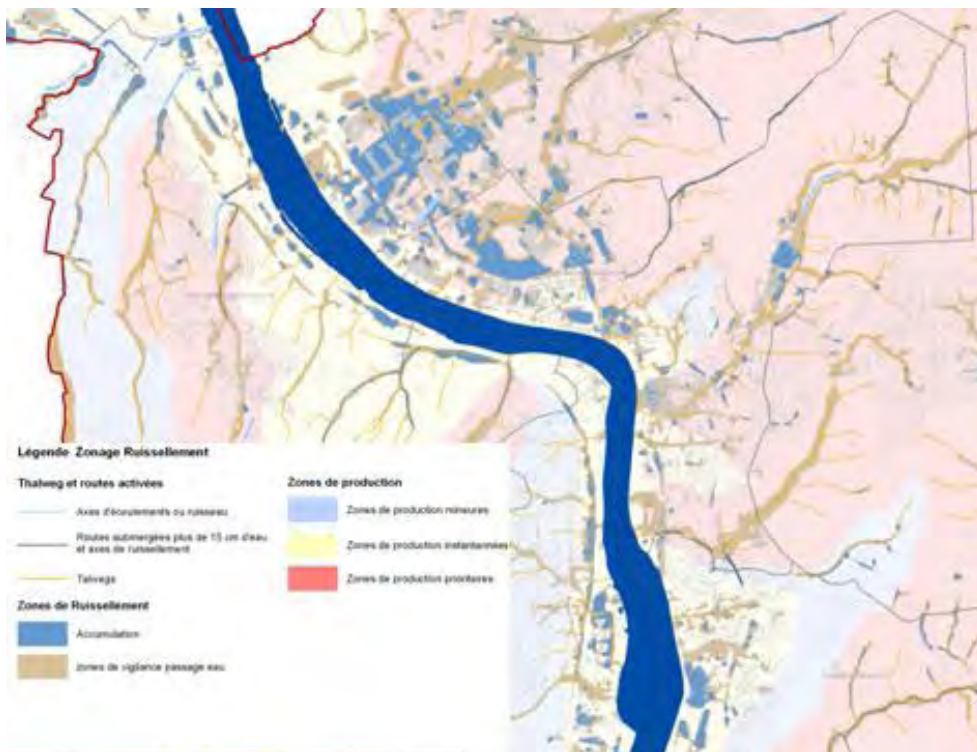 Légende Zonage Ruissellement
Thalweg et routes activées
Axes d'écoulements ou ruisseau
Routes submergées plus de 15 cm d'eau
et axes de ruissellement
Talwegs
Zones de Ruissellement
Accumulation
zones de vigilance passage eau
Zones de production
Zones de production mineures
Zones de production instantannées
Zones de production prioritaires